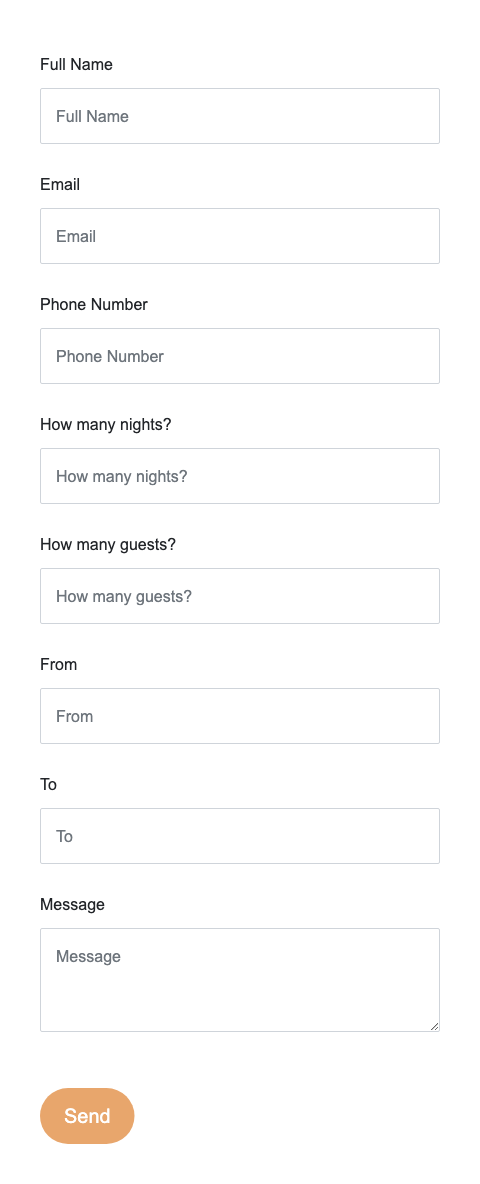 Full Name
Full Name
Email
Email
Phone Number
Phone Number
How many nights?
How many nights?
How many guests?
How many guests?
From
From
To
To
Message
Message
Send